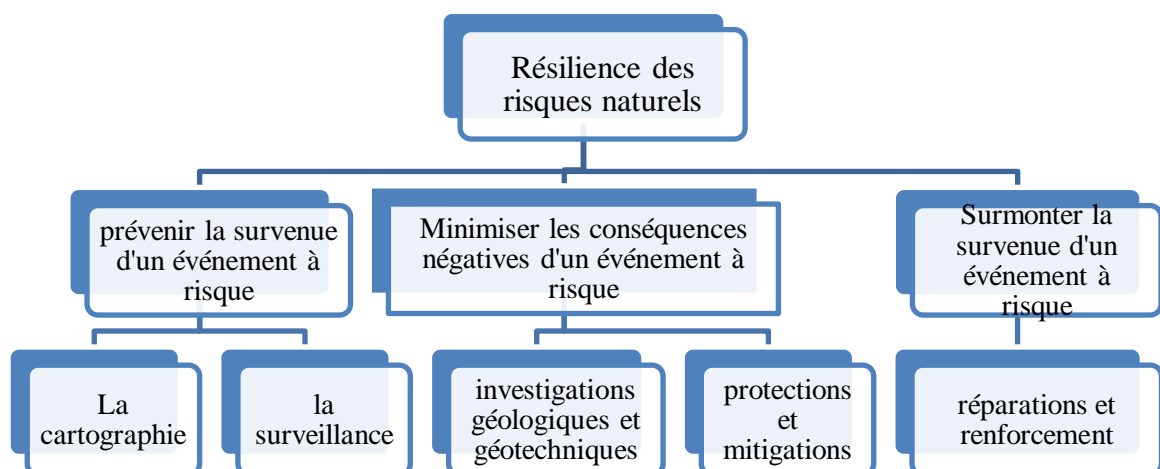 Résilience des
risques naturels
prévenir la survenue
d'un événement à
risque
Minimiser les conséquences
négatives d'un événement à
risque
Surmonter la
survenue d'un
événement à
risque
La
cartographie
la
surveillance
investigations
géologiques et
géotechniques
protections
et
mitigations
réparations et
renforcement